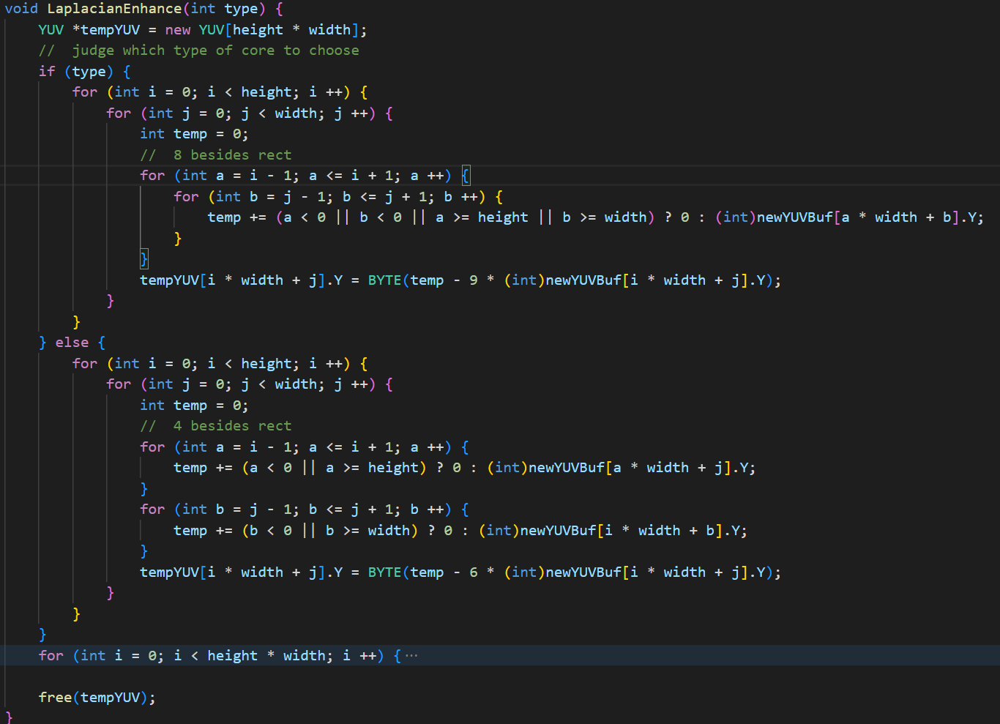 void LaplacianEnhance(int type) {
    YUV *tempYUV = new YUV[height * width];
    //  judge which type of core to choose
    if (type) {
        for (int i = 0; i < height; i ++) {
            for (int j = 0; j < width; j ++) {
                int temp = 0;
                //  8 besides rect
                for (int a = i - 1; a <= i + 1; a ++) {
                    for (int b = j - 1; b <= j + 1; b ++) {
                        temp += (a < 0 || b < 0 || a >= height || b >= width) ? 0 : (int)newYUVBuf[a * width + b].Y;
                    }
                }
                tempYUV[i * width + j].Y = BYTE(temp - 9 * (int)newYUVBuf[i * width + j].Y);
            }
        }
    } else {
        for (int i = 0; i < height; i ++) {
            for (int j = 0; j < width; j ++) {
                int temp = 0;
                //  4 besides rect
                for (int a = i - 1; a <= i + 1; a ++) {
                    temp += (a < 0 || a >= height) ? 0 : (int)newYUVBuf[a * width + j].Y;
                }
                for (int b = j - 1; b <= j + 1; b ++) {
                    temp += (b < 0 || b >= width) ? 0 : (int)newYUVBuf[i * width + b].Y;
                }
                tempYUV[i * width + j].Y = BYTE(temp - 6 * (int)newYUVBuf[i * width + j].Y);
            }
        }
    }
    for (int i = 0; i < height * width; i ++) {···

    free(tempYUV);
}